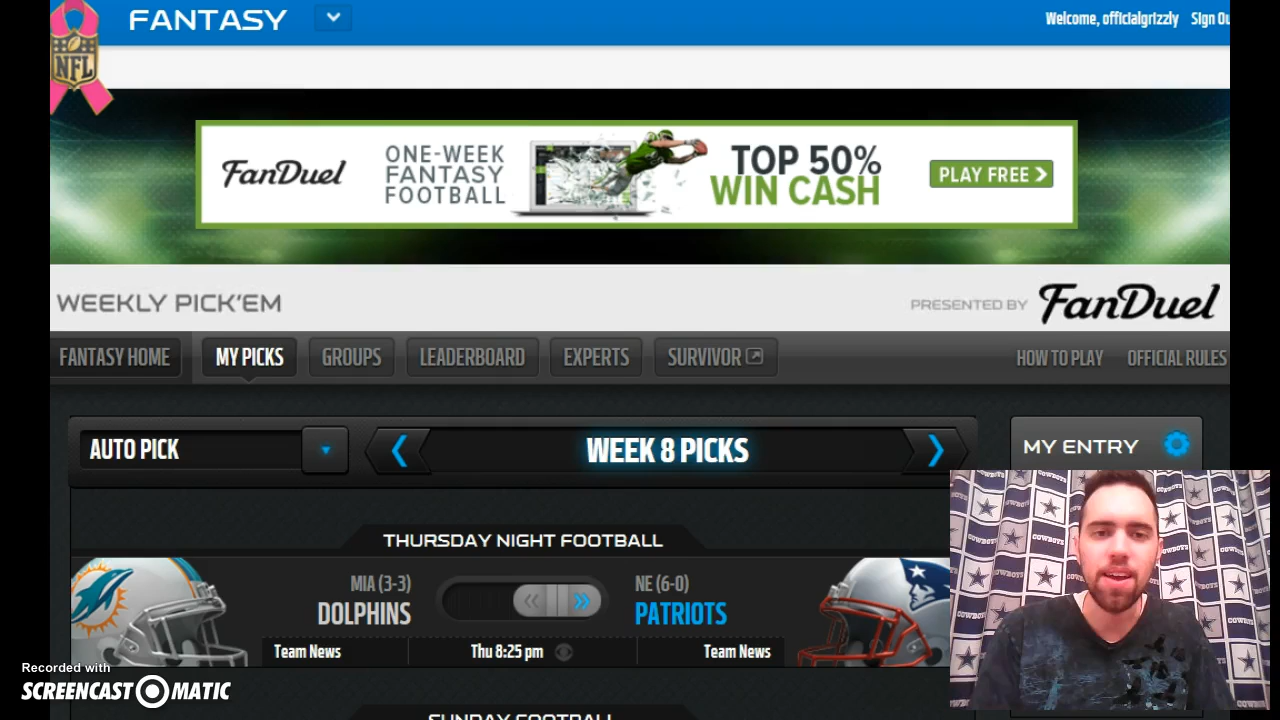 FANTASY
Welcome, officialgrizzly Sign Ou
NFL
FanDuel
ONE-WEEK
FANTASY
FOOTBALL
TOP 50%
WIN CASH
PLAY FREE
WEEKLY PICK'EM
PRESENTED BY FanDuel
FANTASY HOME MY PICKS GROUPS LEADERBOARD EXPERTS SURVIVOR HOW TO PLAY OFFICIAL RULES
AUTO PICK
WEEK 8 PICKS
MY ENTRY
THURSDAY NIGHT FOOTBALL
MIA (3-3)
DOLPHINS
NE (6-0)
PATRIOTS
Team News Thu 8:25 pm Team News
SUNDAY FOOTBALL
COWBOYS
Recorded with
SCREENCAST-O-MATIC